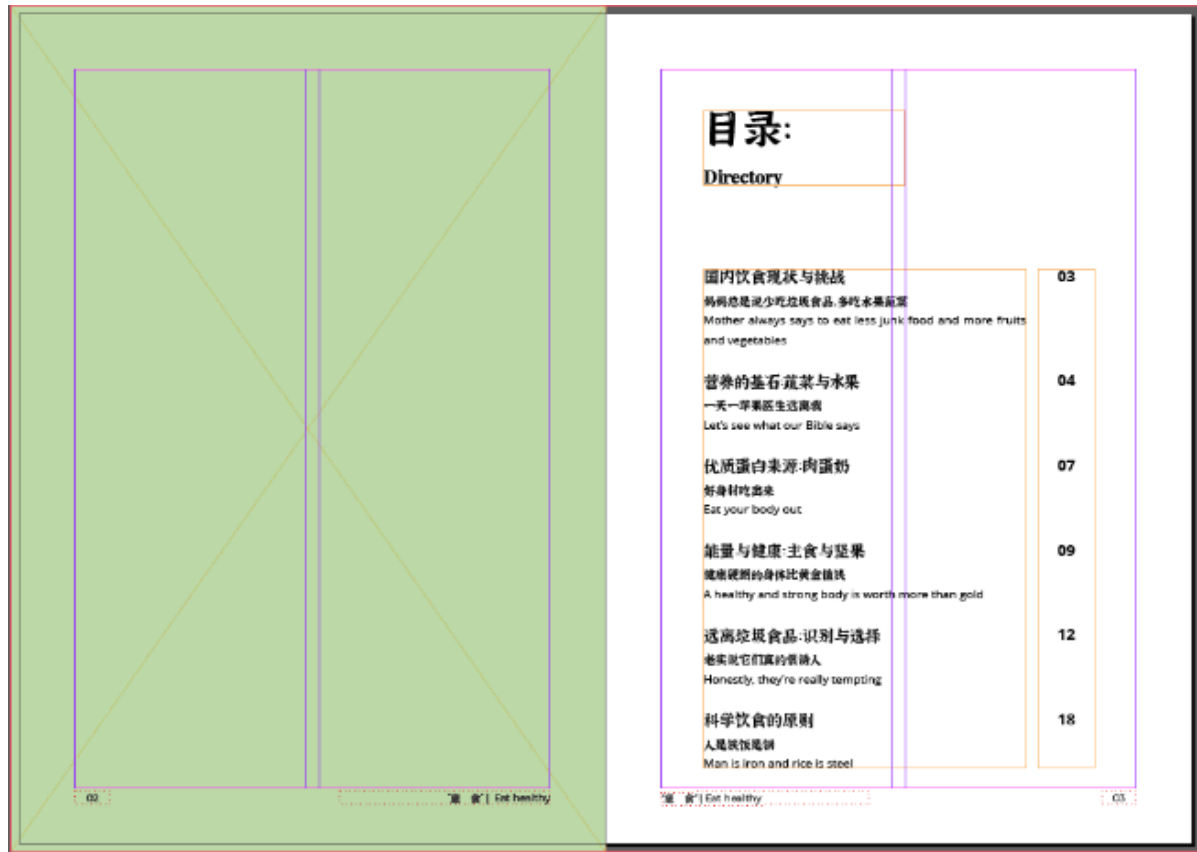 目录:
Directory
国内饮食现状与挑战
03
妈妈总是说少吃垃圾食品,多吃水果蔬菜
Mother always says to eat less junk food and more fruits
and vegetables
营养的基石:蔬菜与水果
04
一天一苹果医生远离我
Let's see what our Bible says
优质蛋白来源:肉蛋奶
07
好身材吃出来
Eat your body out
能量与健康:主食与坚果
09
健康硬朗的身体比黄金值钱
A healthy and strong body is worth more than gold
远离垃圾食品:识别与选择
12
老实说它们真的很诱人
Honestly, they're really tempting
科学饮食的原则
18
人是铁饭是钢
Man is iron and rice is steel
02
食"| Eat healthy
食"| Eat healthy
03